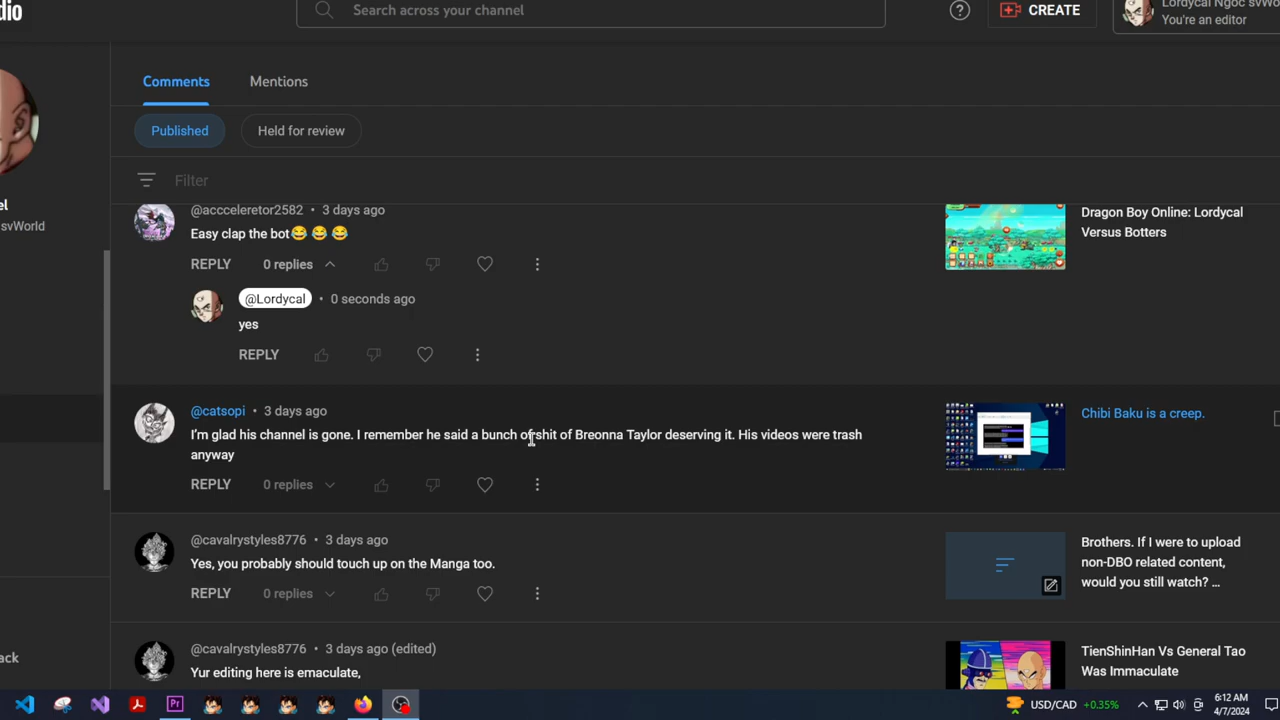 dio
Search across your channel
CREATE
Lordycal Ngoc svWo
You're an editor
Comments
Mentions
Published
Held for review
Filter
el
svWorld
@accceleretor2582 • 3 days ago
Easy clap the bot😂 😂 😂
REPLY
0 replies
Dragon Boy Online: Lordycal
Versus Botters
@Lordycal • 0 seconds ago
yes
REPLY
@catsopi • 3 days ago
I'm glad his channel is gone. I remember he said a bunch of shit of Breonna Taylor deserving it. His videos were trash
anyway
REPLY
0 replies
Chibi Baku is a creep.
@cavalrystyles8776 • 3 days ago
Yes, you probably should touch up on the Manga too.
REPLY
0 replies
Brothers. If I were to upload
non-DBO related content,
would you still watch? ...
@cavalrystyles8776 • 3 days ago (edited)
Yur editing here is emaculate,
TienShinHan Vs General Tao
Was Immaculate
ack
Pr
USD/CAD +0.35%
6:12 AM
4/7/2024